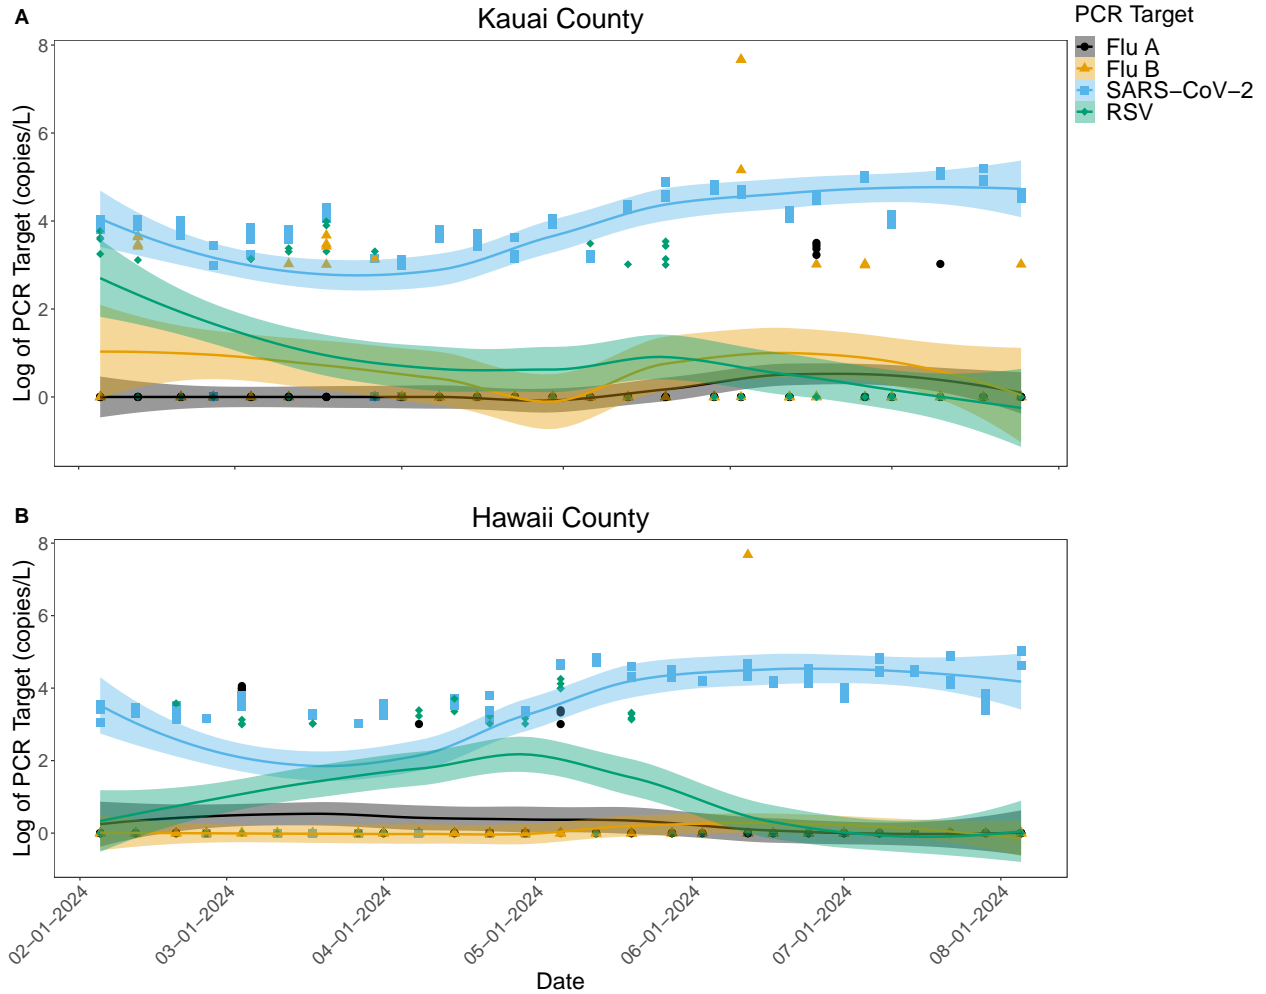 A
Kauai County
PCR Target
Flu A
Flu B
SARS−CoV−2
RSV
Log of PCR Target (copies/L)
8
6
4
2
0
B
Hawaii County
Log of PCR Target (copies/L)
8
6
4
2
0
02−01−2024
03−01−2024
04−01−2024
05−01−2024
06−01−2024
07−01−2024
08−01−2024
Date